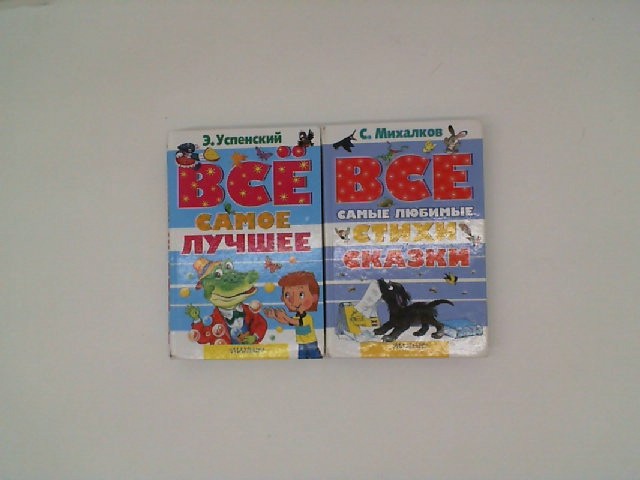 Э. Успенский
ВСЁ
САМОЕ
ЛУЧШЕЕ
С. Михалков
ВСЕ
САМЫЕ ЛЮБИМЫЕ
СТИХИ
СКАЗКИ